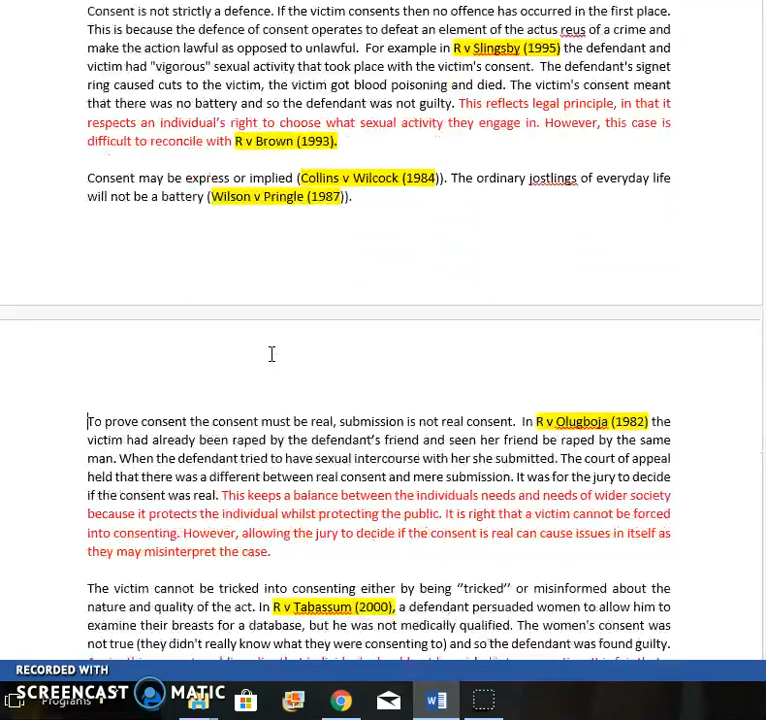 Consent is not strictly a defence. If the victim consents then no offence has occurred in the first place.
This is because the defence of consent operates to defeat an element of the actus reus of a crime and
make the action lawful as opposed to unlawful. For example in R v Slingsby (1995) the defendant and
victim had "vigorous" sexual activity that took place with the victim's consent. The defendant's signet
ring caused cuts to the victim, the victim got blood poisoning and died. The victim's consent meant
that there was no battery and so the defendant was not guilty. This reflects legal principle, in that it
respects an individual's right to choose what sexual activity they engage in. However, this case is
difficult to reconcile with R v Brown (1993).
Consent may be express or implied (Collins v Wilcock (1984)). The ordinary jostlings of everyday life
will not be a battery (Wilson v Pringle (1987)).
To prove consent the consent must be real, submission is not real consent. In R v Olugboja (1982) the
victim had already been raped by the defendant's friend and seen her friend be raped by the same
man. When the defendant tried to have sexual intercourse with her she submitted. The court of appeal
held that there was a different between real consent and mere submission. It was for the jury to decide
if the consent was real. This keeps a balance between the individuals needs and needs of wider society
because it protects the individual whilst protecting the public. It is right that a victim cannot be forced
into consenting. However, allowing the jury to decide if the consent is real can cause issues in itself as
they may misinterpret the case.
The victim cannot be tricked into consenting either by being "tricked" or misinformed about the
nature and quality of the act. In R v Tabassum (2000), a defendant persuaded women to allow him to
examine their breasts for a database, but he was not medically qualified. The women's consent was
not true (they didn't really know what they were consenting to) and so the defendant was found guilty.
RECORDED WITH
SCREENCAST MATIC
Programs